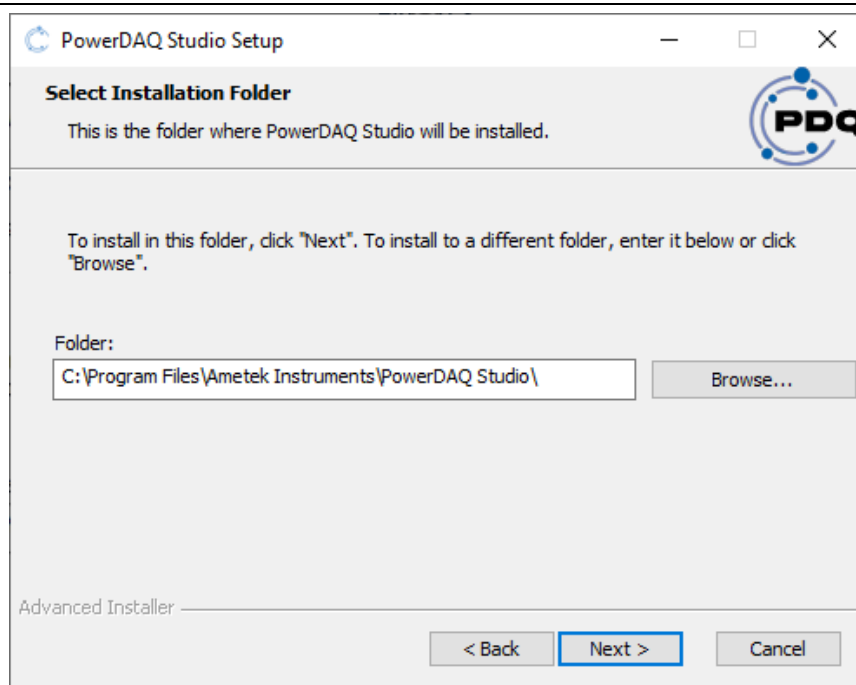 PowerDAQ Studio Setup
Select Installation Folder
This is the folder where PowerDAQ Studio will be installed.
PDQ
To install in this folder, click "Next". To install to a different folder, enter it below or click
"Browse".
Folder:
C:\Program Files\Ametek Instruments\PowerDAQ Studio\
Browse...
Advanced Installer
< Back
Next >
Cancel